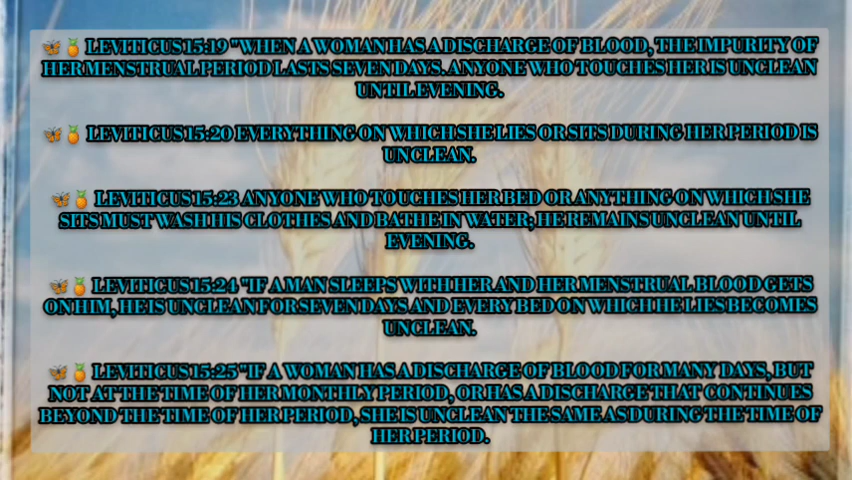 🦋🍍 LEVITICUS 15:19 "WHEN A WOMAN HAS A DISCHARGE OF BLOOD, THE IMPURITY OF
HER MENSTRUAL PERIOD LASTS SEVEN DAYS. ANYONE WHO TOUCHES HER IS UNCLEAN
UNTIL EVENING.
🦋🍍 LEVITICUS 15:20 EVERYTHING ON WHICH SHE LIES OR SITS DURING HER PERIOD IS
UNCLEAN.
🦋🍍 LEVITICUS 15:23 ANYONE WHO TOUCHES HER BED OR ANYTHING ON WHICH SHE
SITS MUST WASH HIS CLOTHES AND BATHE IN WATER; HE REMAINS UNCLEAN UNTIL
EVENING.
🦋🍍 LEVITICUS 15:24 "IF A MAN SLEEPS WITH HER AND HER MENSTRUAL BLOOD GETS
ON HIM, HE IS UNCLEAN FOR SEVEN DAYS AND EVERY BED ON WHICH HE LIES BECOMES
UNCLEAN.
🦋🍍 LEVITICUS 15:25 "IF A WOMAN HAS A DISCHARGE OF BLOOD FOR MANY DAYS, BUT
NOT AT THE TIME OF HER MONTHLY PERIOD, OR HAS A DISCHARGE THAT CONTINUES
BEYOND THE TIME OF HER PERIOD, SHE IS UNCLEAN THE SAME AS DURING THE TIME OF
HER PERIOD.